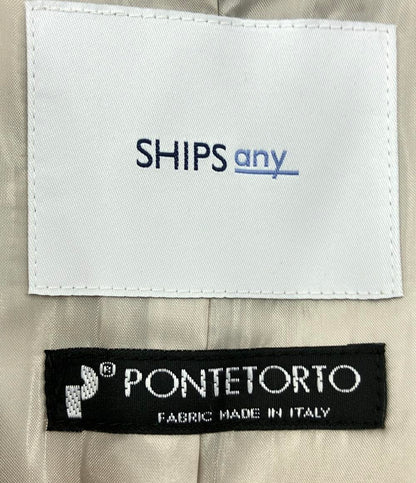 SHIPS any
P® PONTETORTO
FABRIC MADE IN ITALY